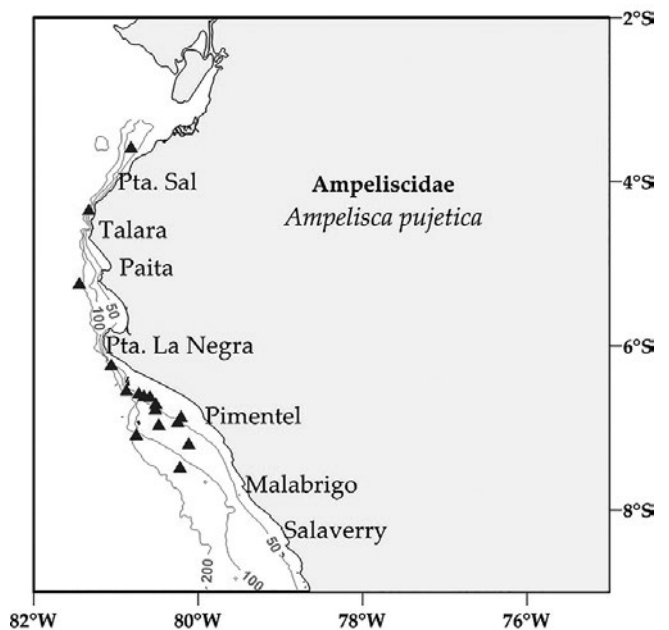 2°S
Pta. Sal
Ampeliscidae
4°S
Ampelisca pujetica
Talara
Paita
50
100
Pta. La Negra
6°S
Pimentel
Malabrigo
Salaverry
8°S
50
100
200
82°W
80°W
78°W
76°W